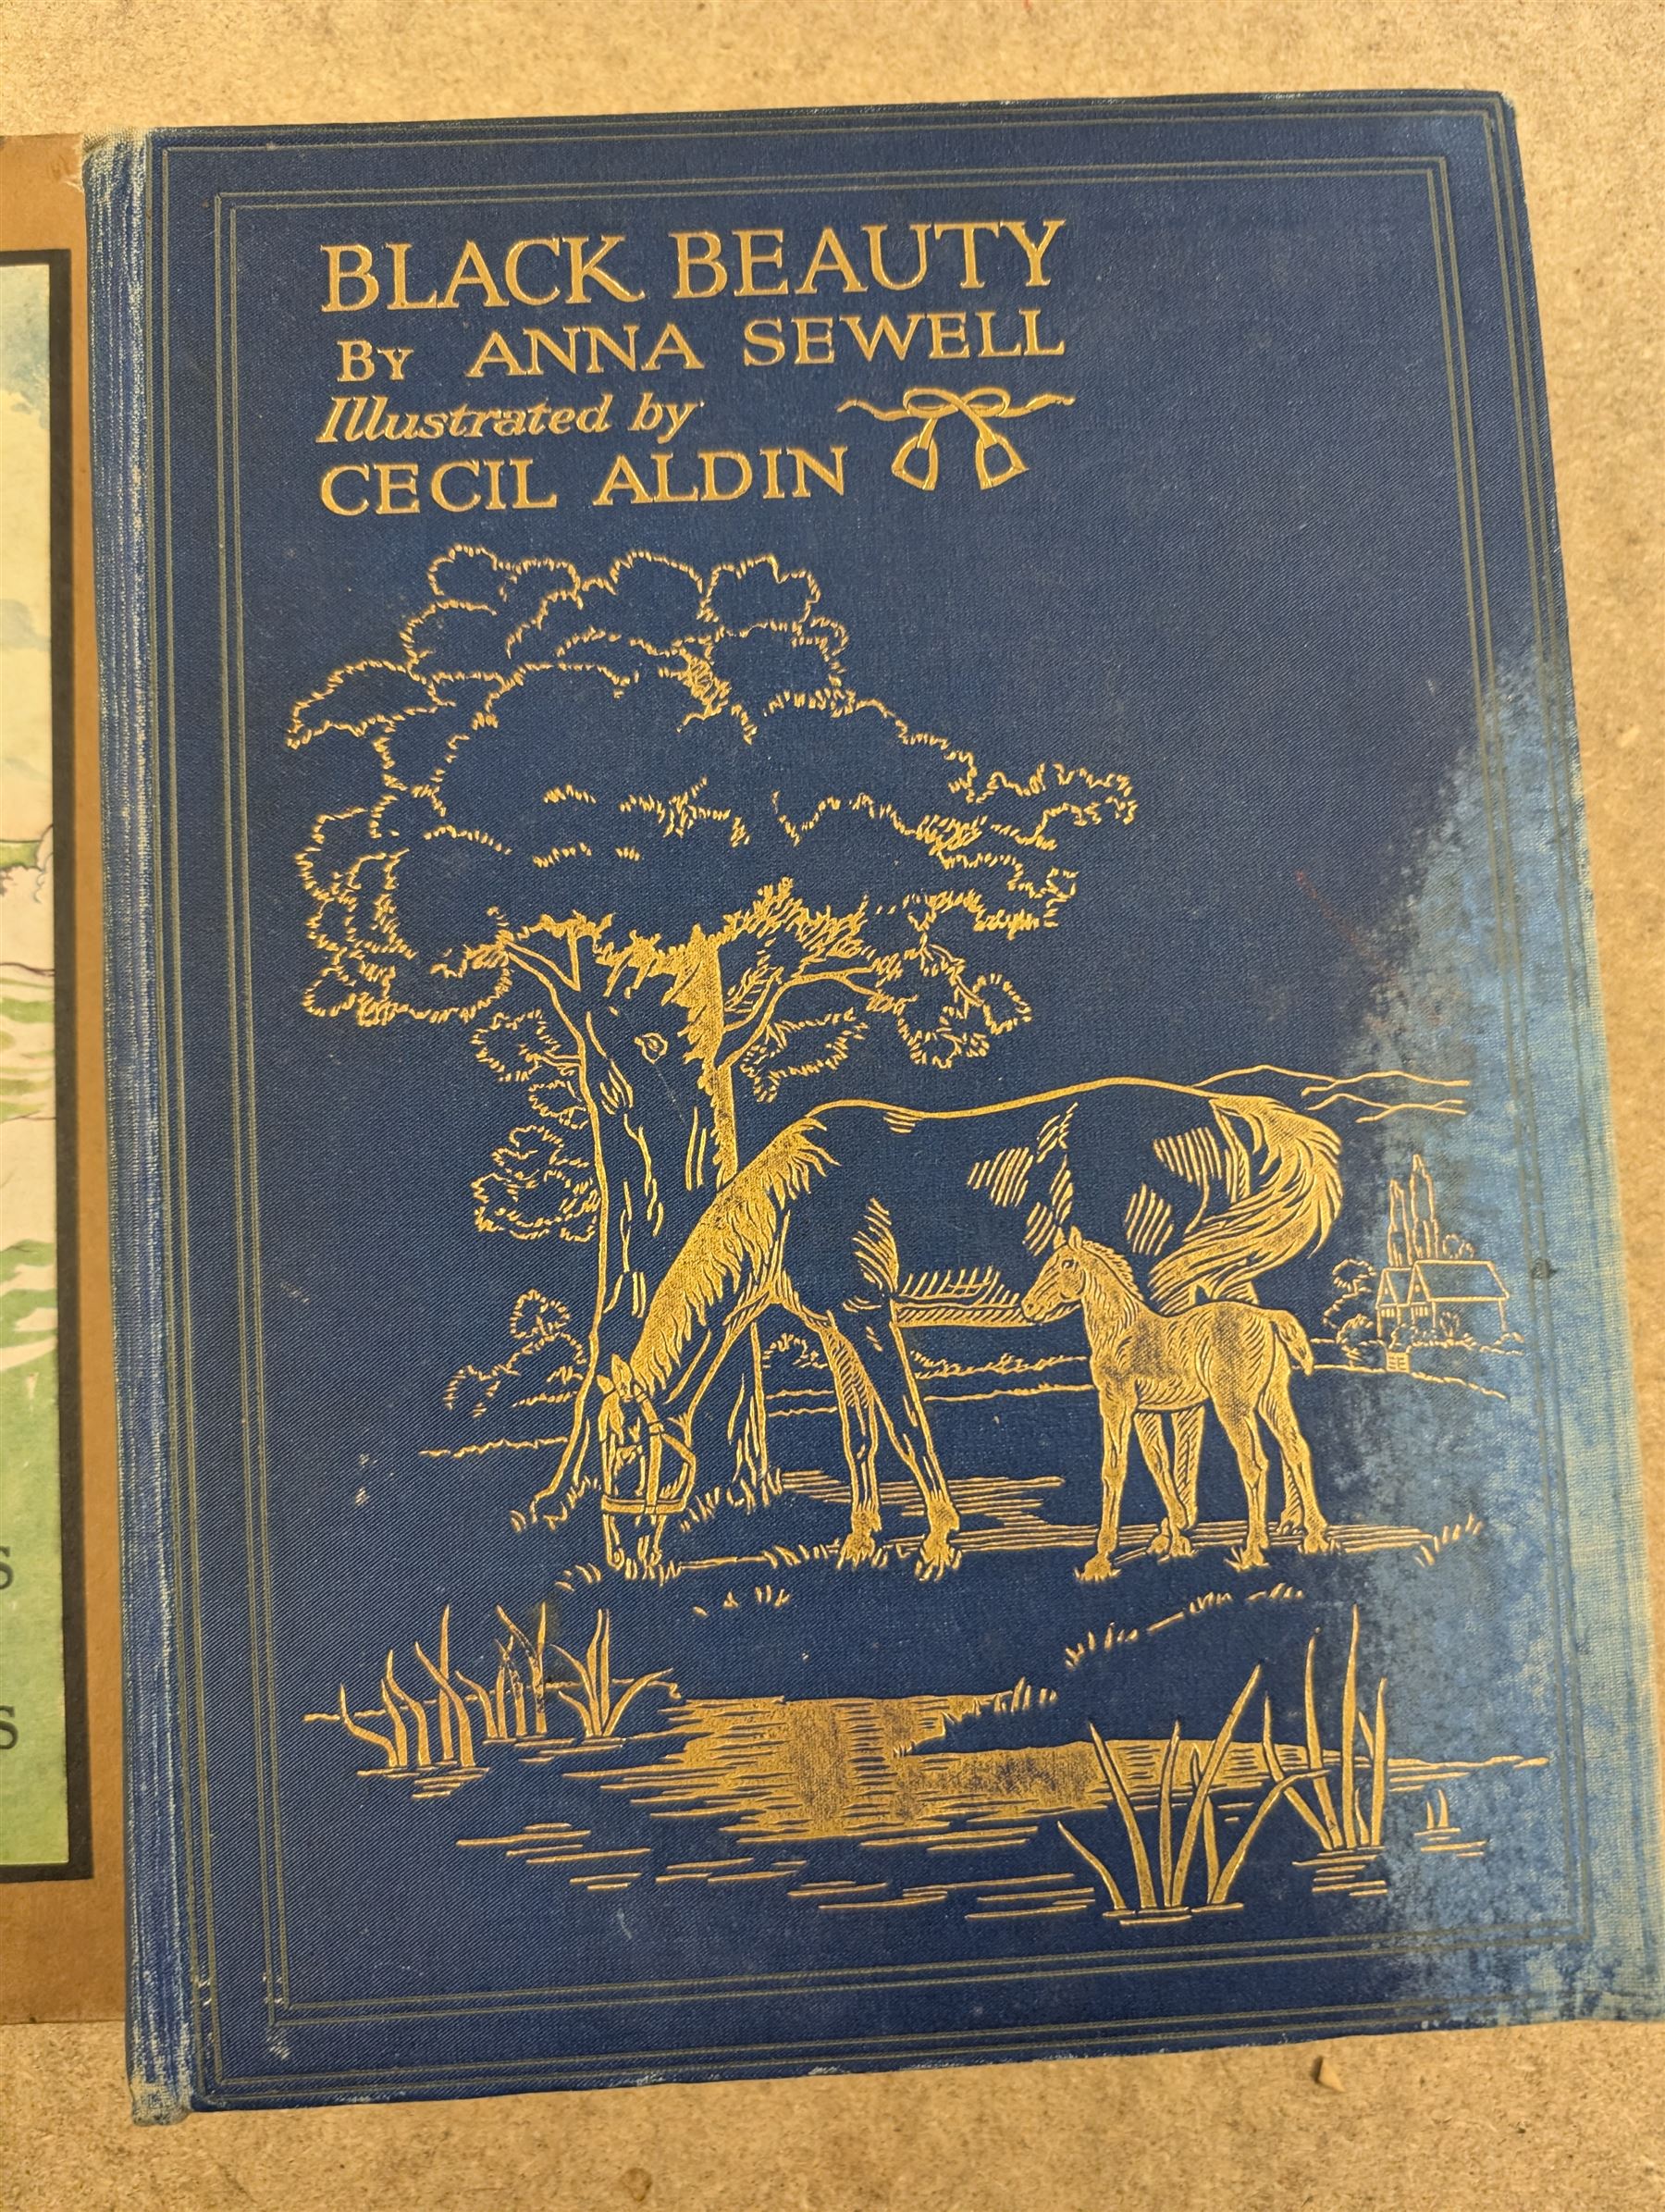 BLACK BEAUTY
BY ANNA SEWELL
Illustrated by
CECIL ALDIN
S
S